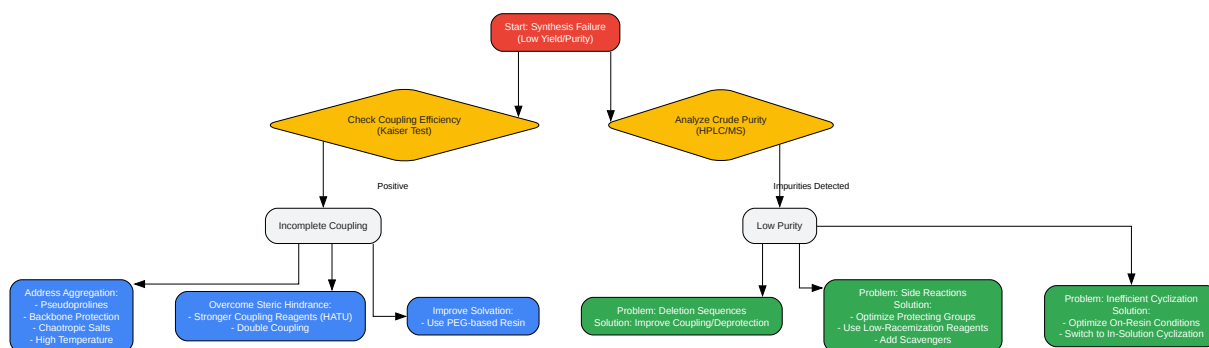 Start: Synthesis Failure
(Low Yield/Purity)
Check Coupling Efficiency
(Kaiser Test)
Analyze Crude Purity
(HPLC/MS)
Positive
Impurities Detected
Incomplete Coupling
Low Purity
Address Aggregation:
- Pseudoprolines
- Backbone Protection
- Chaotropic Salts
- High Temperature
Overcome Steric Hindrance:
- Stronger Coupling Reagents (HATU)
- Double Coupling
Improve Solvation:
- Use PEG-based Resin
Problem: Deletion Sequences
Solution: Improve Coupling/Deprotection
Problem: Side Reactions
Solution:
- Optimize Protecting Groups
- Use Low-Racemization Reagents
- Add Scavengers
Problem: Inefficient Cyclization
Solution:
- Optimize On-Resin Conditions
- Switch to In-Solution Cyclization